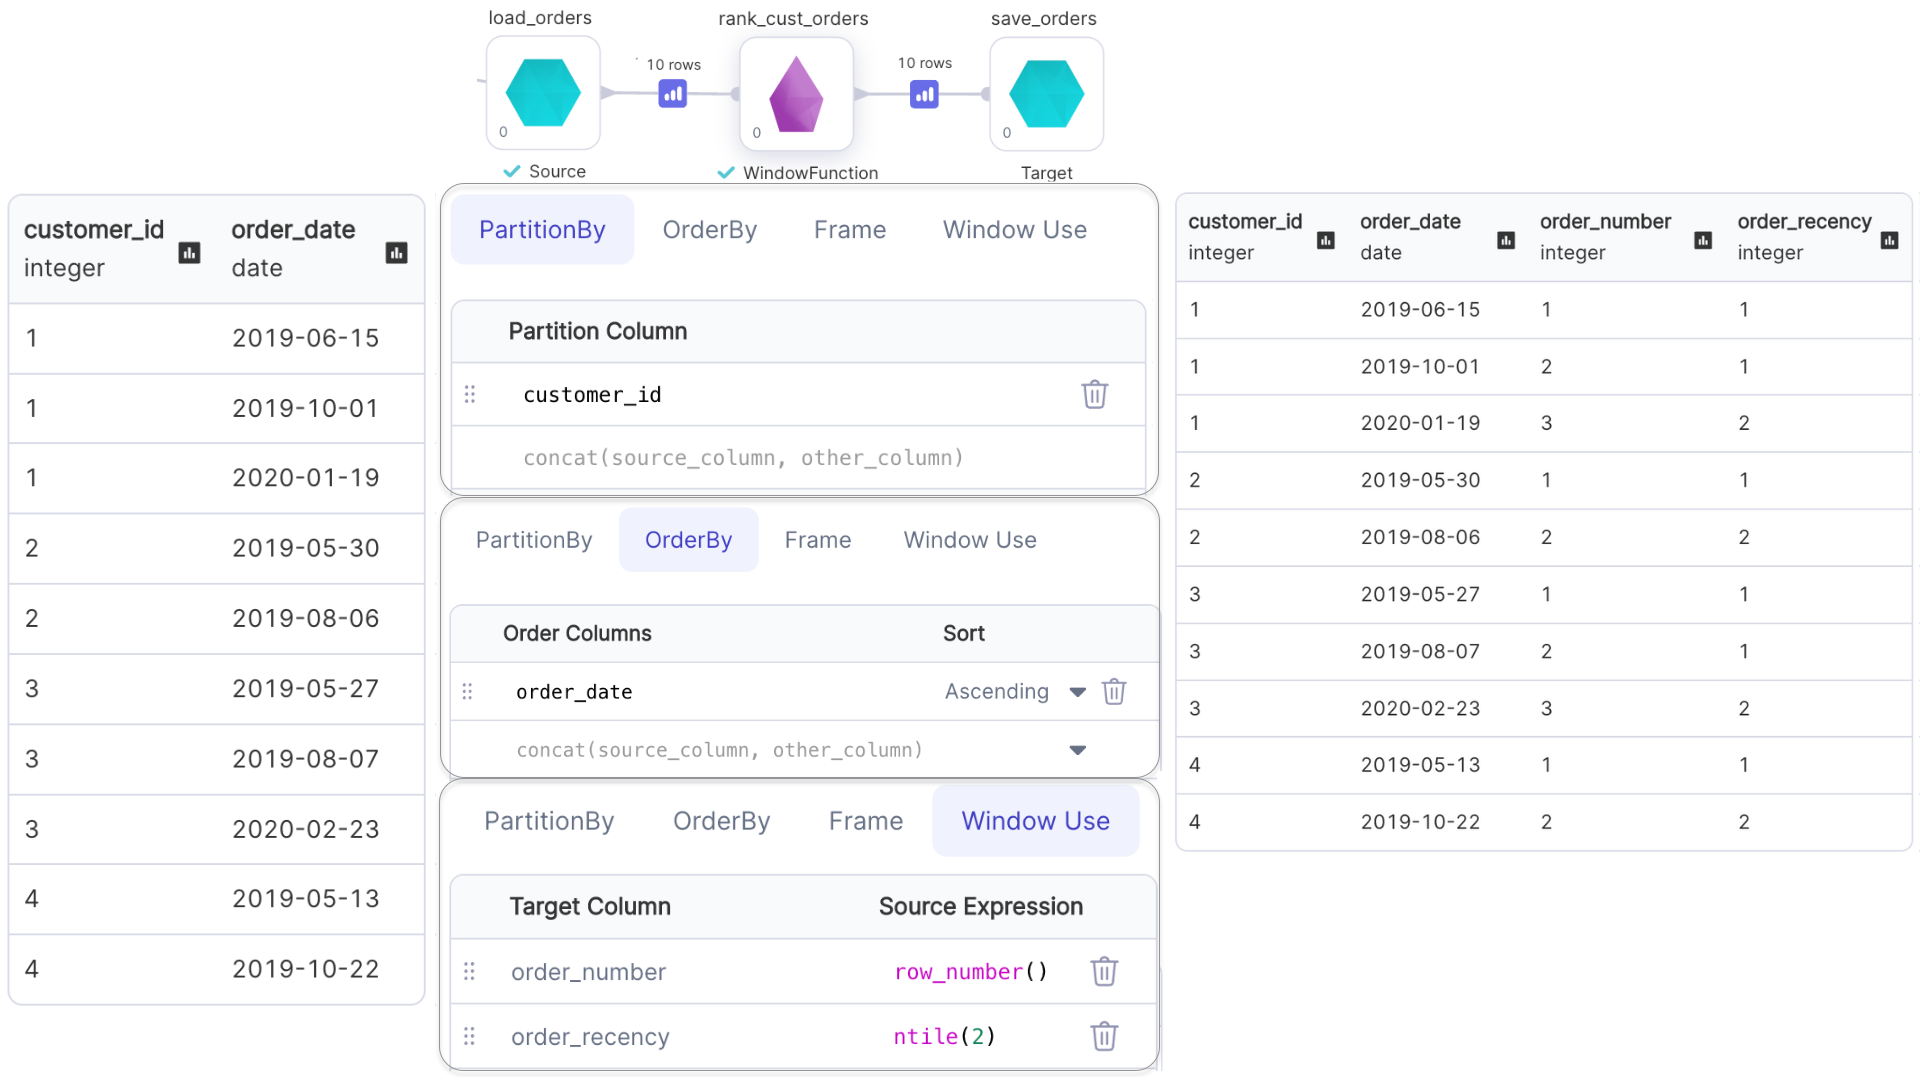 load_orders
rank_cust_orders
save_orders
10 rows
10 rows
0
0
0
Source
WindowFunction
Target
customer_id
integer
order_date
date
1 2019-06-15
1 2019-10-01
1 2020-01-19
2 2019-05-30
2 2019-08-06
3 2019-05-27
3 2019-08-07
3 2020-02-23
4 2019-05-13
4 2019-10-22
PartitionBy OrderBy Frame Window Use
Partition Column
customer_id
concat(source_column, other_column)
PartitionBy OrderBy Frame Window Use
Order Columns Sort
order_date Ascending
concat(source_column, other_column)
PartitionBy OrderBy Frame Window Use
Target Column Source Expression
order_number row_number()
order_recency ntile(2)
customer_id order_date order_number order_recency
integer date integer integer
1 2019-06-15 1 1
1 2019-10-01 2 1
1 2020-01-19 3 2
2 2019-05-30 1 1
2 2019-08-06 2 2
3 2019-05-27 1 1
3 2019-08-07 2 1
3 2020-02-23 3 2
4 2019-05-13 1 1
4 2019-10-22 2 2